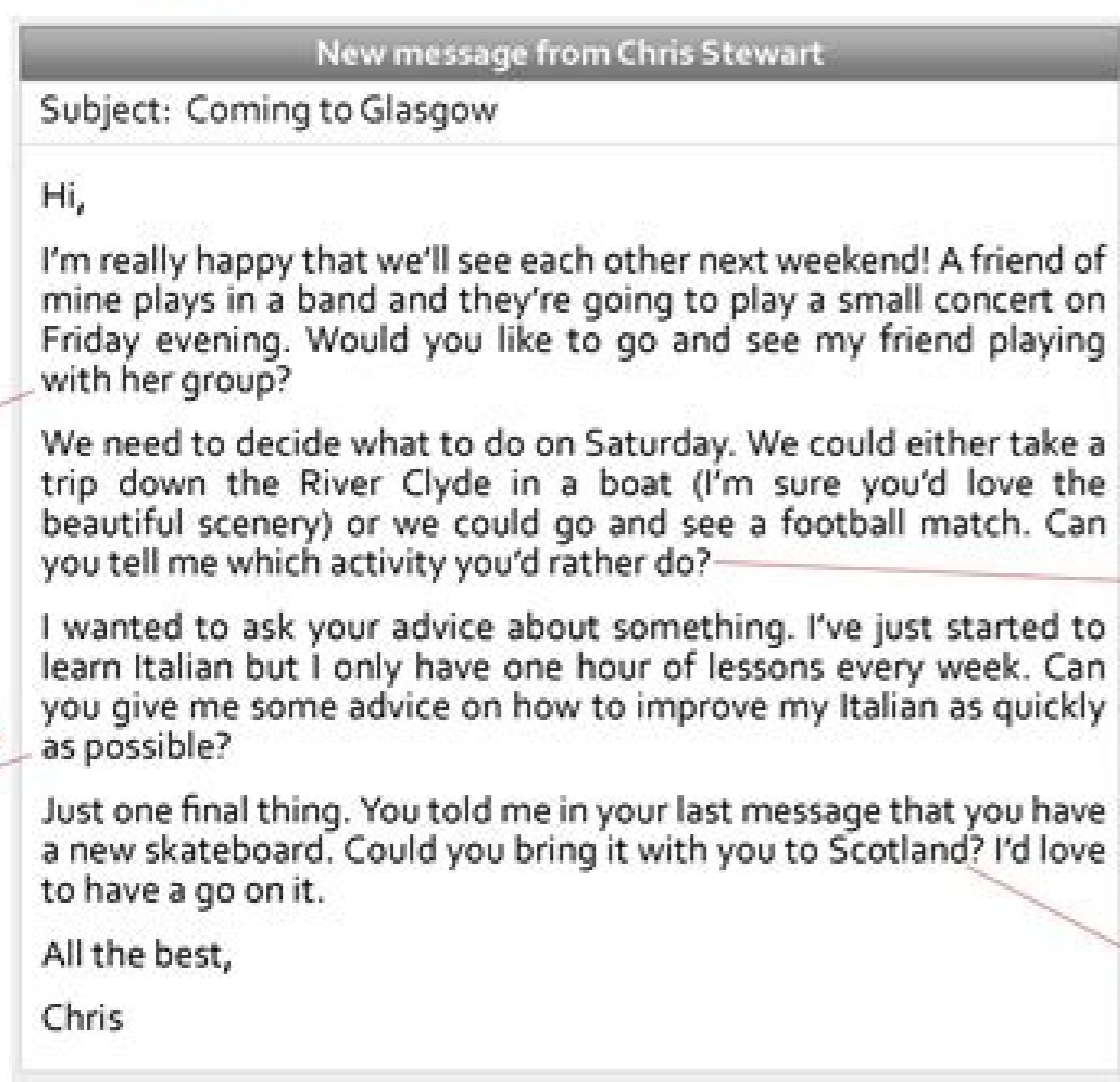 New message from Chris Stewart
Subject: Coming to Glasgow
Hi,
I'm really happy that we'll see each other next weekend! A friend of
mine plays in a band and they're going to play a small concert on
Friday evening. Would you like to go and see my friend playing
with her group?
We need to decide what to do on Saturday. We could either take a
trip down the River Clyde in a boat (I'm sure you'd love the
beautiful scenery) or we could go and see a football match. Can
you tell me which activity you'd rather do?
I wanted to ask your advice about something. I've just started to
learn Italian but I only have one hour of lessons every week. Can
you give me some advice on how to improve my Italian as quickly
as possible?
Just one final thing. You told me in your last message that you have
a new skateboard. Could you bring it with you to Scotland? I'd love
to have a go on it.
All the best,
Chris